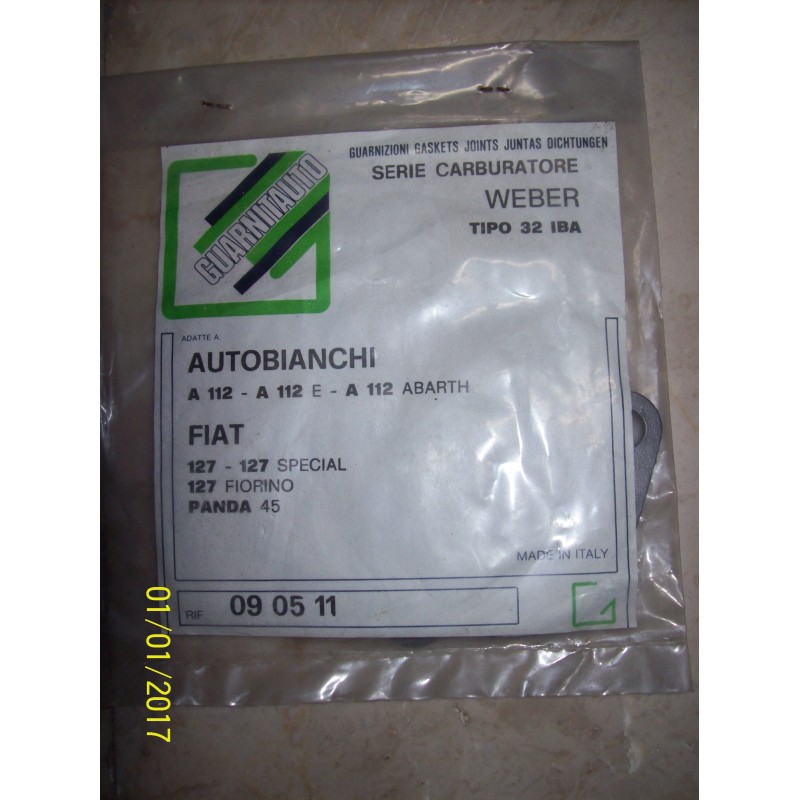 GUARNIZIONI GASKETS JOINTS JUNTAS DICHTUNGEN
SERIE CARBURATORE
WEBER
TIPO 32 IBA
GUARNITAUTO
ADATTE A:
AUTOBIANCHI
A 112 - A 112 E - A 112 ABARTH
FIAT
127 - 127 SPECIAL
127 FIORINO
PANDA 45
MADE IN ITALY
RIF. 09 05 11
01/01/2017